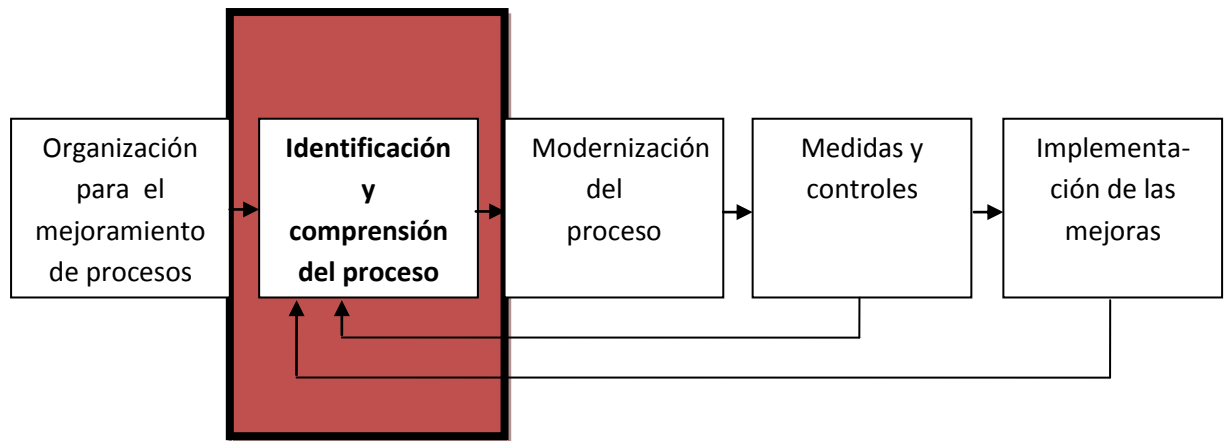 Organización
para el
mejoramiento
de procesos
Identificación
y
comprensión
del proceso
Modernización
del
proceso
Medidas y
controles
Implementa-
ción de las
mejoras